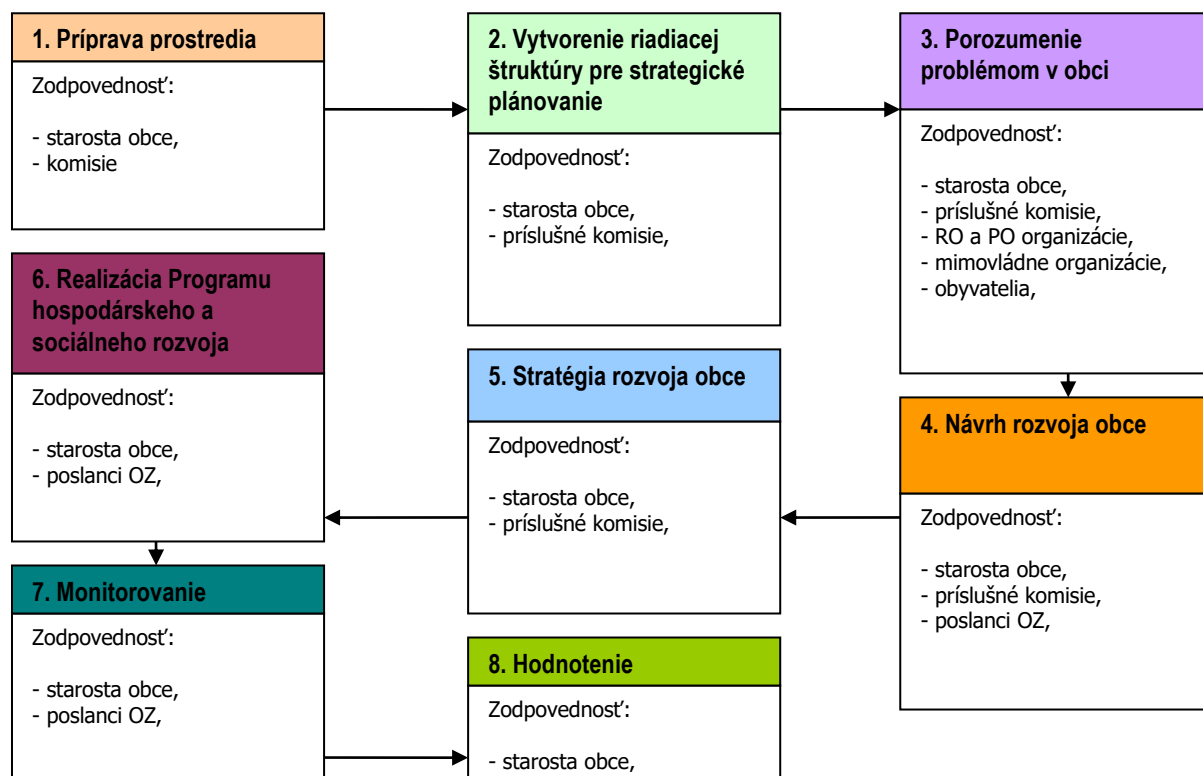 1. Príprava prostredia
Zodpovednosť:
- starosta obce,
- komisie
2. Vytvorenie riadiacej
štruktúry pre strategické
plánovanie
Zodpovednosť:
- starosta obce,
- príslušné komisie,
3. Porozumenie
problémom v obci
Zodpovednosť:
- starosta obce,
- príslušné komisie,
- RO a PO organizácie,
- mimovládne organizácie,
- obyvatelia,
4. Návrh rozvoja obce
Zodpovednosť:
- starosta obce,
- príslušné komisie,
- poslanci OZ,
5. Stratégia rozvoja obce
Zodpovednosť:
- starosta obce,
- príslušné komisie,
6. Realizácia Programu
hospodárskeho a
sociálneho rozvoja
Zodpovednosť:
- starosta obce,
- poslanci OZ,
7. Monitorovanie
Zodpovednosť:
- starosta obce,
- poslanci OZ,
8. Hodnotenie
Zodpovednosť:
- starosta obce,